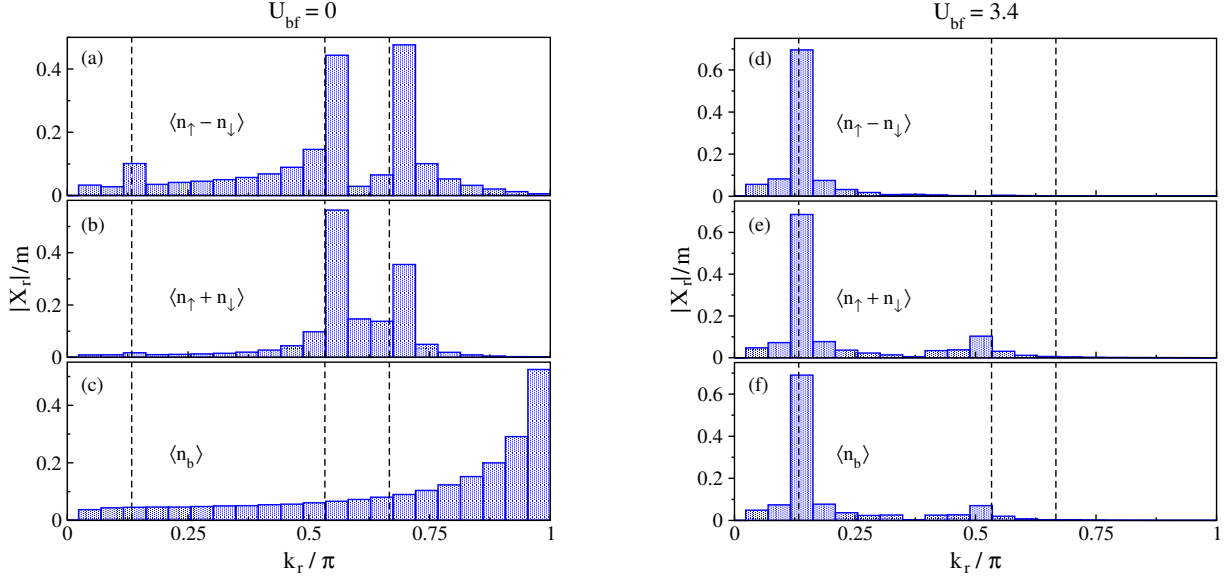 U_bf = 0
(a)
⟨n↑ − n↓⟩
0.4
0.2
0
(b)
⟨n↑ + n↓⟩
0.4
0.2
0
|X_r|/m
(c)
⟨n_b⟩
0.4
0.2
0
0 0.25 0.5 0.75 1
k_r / π
U_bf = 3.4
(d)
⟨n↑ − n↓⟩
0.6
0.4
0.2
0
(e)
⟨n↑ + n↓⟩
0.6
0.4
0.2
0
|X_r|/m
(f)
⟨n_b⟩
0.6
0.4
0.2
0
0 0.25 0.5 0.75 1
k_r / π